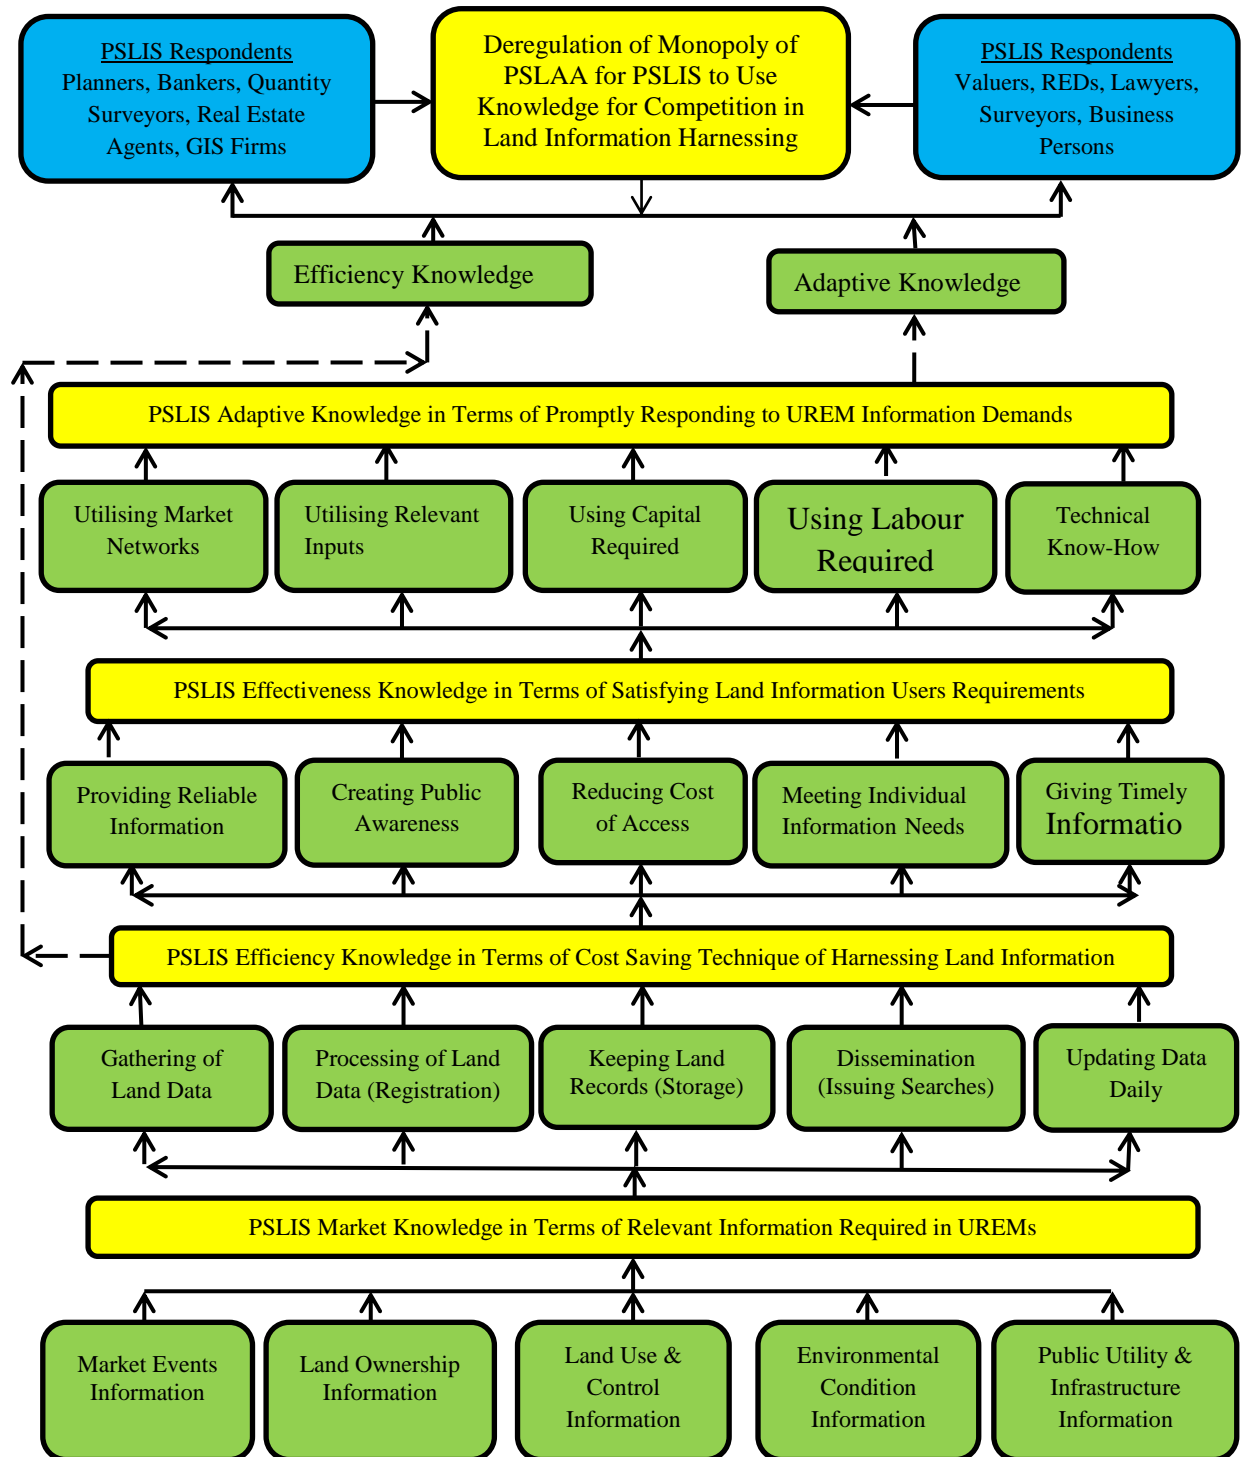 PSLIS Respondents
Planners, Bankers, Quantity
Surveyors, Real Estate
Agents, GIS Firms
Deregulation of Monopoly of
PSLAA for PSLIS to Use
Knowledge for Competition in
Land Information Harnessing
PSLIS Respondents
Valuers, REDs, Lawyers,
Surveyors, Business
Persons
Efficiency Knowledge
Adaptive Knowledge
PSLIS Adaptive Knowledge in Terms of Promptly Responding to UREM Information Demands
Utilising Market
Networks
Utilising Relevant
Inputs
Using Capital
Required
Using Labour
Required
Technical
Know-How
PSLIS Effectiveness Knowledge in Terms of Satisfying Land Information Users Requirements
Providing Reliable
Information
Creating Public
Awareness
Reducing Cost
of Access
Meeting Individual
Information Needs
Giving Timely
Informatio
PSLIS Efficiency Knowledge in Terms of Cost Saving Technique of Harnessing Land Information
Gathering of
Land Data
Processing of Land
Data (Registration)
Keeping Land
Records (Storage)
Dissemination
(Issuing Searches)
Updating Data
Daily
PSLIS Market Knowledge in Terms of Relevant Information Required in UREMs
Market Events
Information
Land Ownership
Information
Land Use &
Control
Information
Environmental
Condition
Information
Public Utility &
Infrastructure
Information